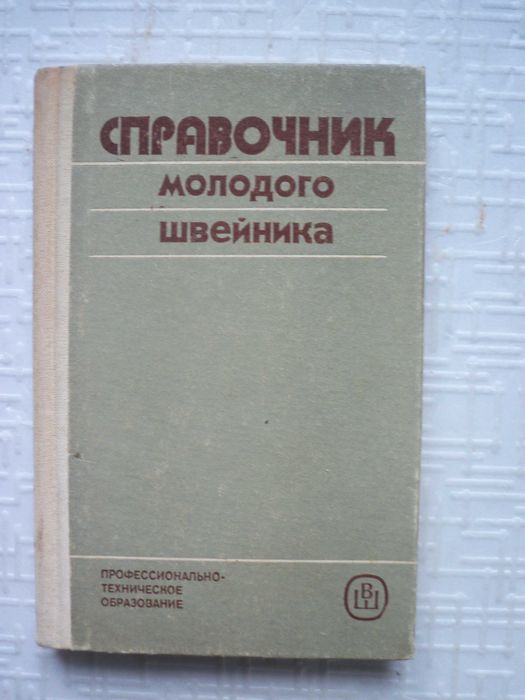 СПРАВОЧНИК
МОЛОДОГО
ШВЕЙНИКА
ПРОФЕССИОНАЛЬНО-
ТЕХНИЧЕСКОЕ
ОБРАЗОВАНИЕ
ВШ